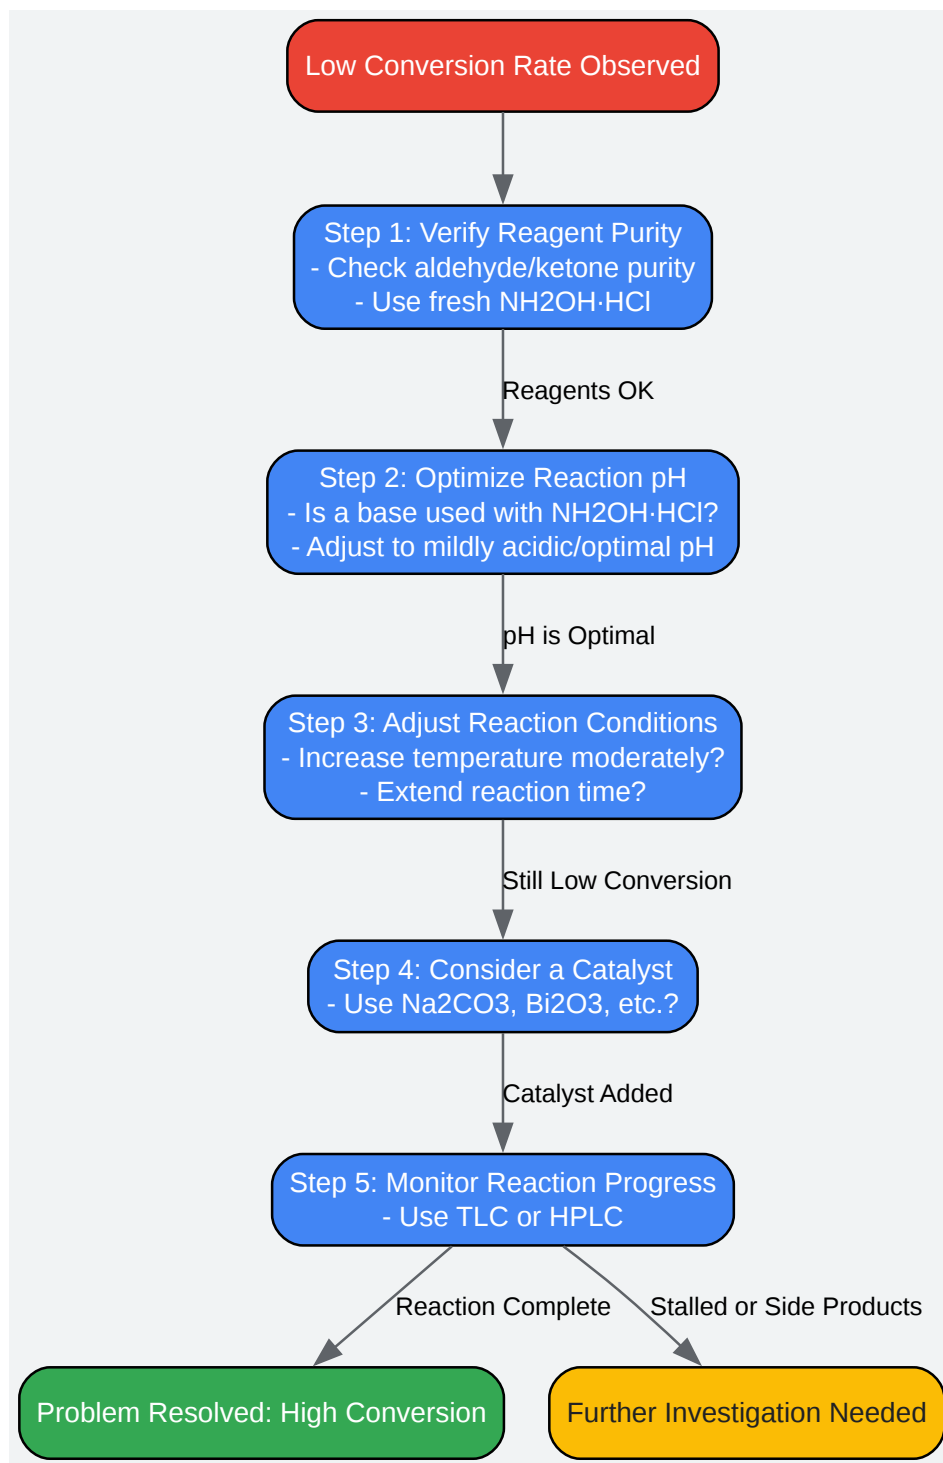 Low Conversion Rate Observed
Step 1: Verify Reagent Purity
- Check aldehyde/ketone purity
- Use fresh NH2OH·HCl
Reagents OK
Step 2: Optimize Reaction pH
- Is a base used with NH2OH·HCl?
- Adjust to mildly acidic/optimal pH
pH is Optimal
Step 3: Adjust Reaction Conditions
- Increase temperature moderately?
- Extend reaction time?
Still Low Conversion
Step 4: Consider a Catalyst
- Use Na2CO3, Bi2O3, etc.?
Catalyst Added
Step 5: Monitor Reaction Progress
- Use TLC or HPLC
Reaction Complete
Stalled or Side Products
Problem Resolved: High Conversion
Further Investigation Needed